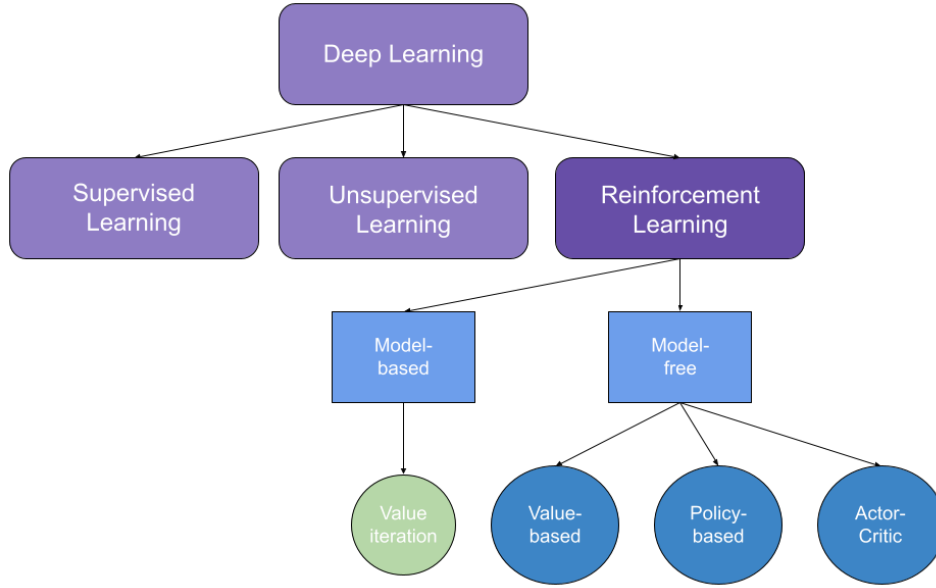 Deep Learning
Supervised
Learning
Unsupervised
Learning
Reinforcement
Learning
Model-
based
Model-
free
Value
iteration
Value-
based
Policy-
based
Actor-
Critic